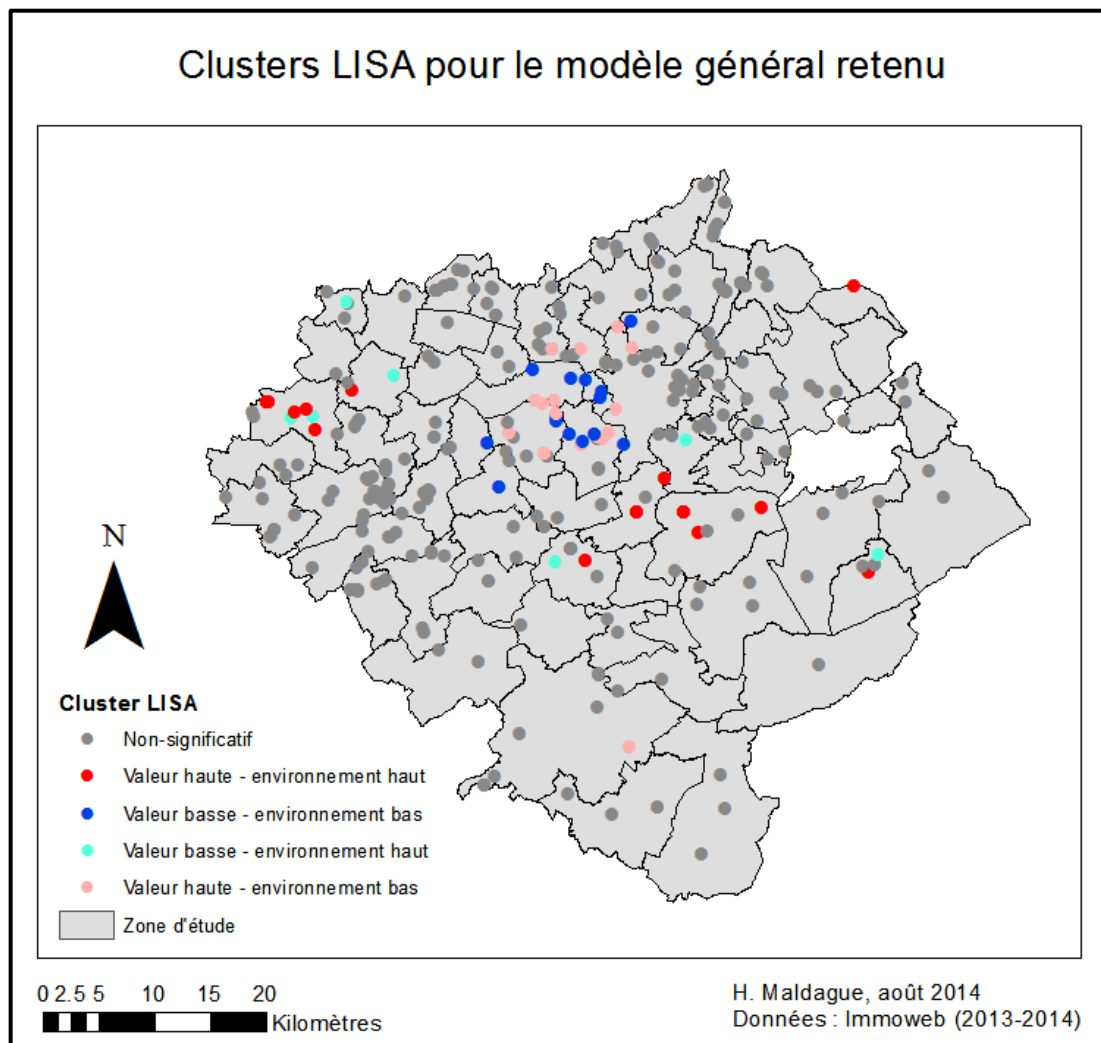 Clusters LISA pour le modèle général retenu
N
Cluster LISA
Non-significatif
Valeur haute - environnement haut
Valeur basse - environnement bas
Valeur basse - environnement haut
Valeur haute - environnement bas
Zone d'étude
0 2.5 5 10 15 20
Kilomètres
H. Maldague, août 2014
Données : Immoweb (2013-2014)